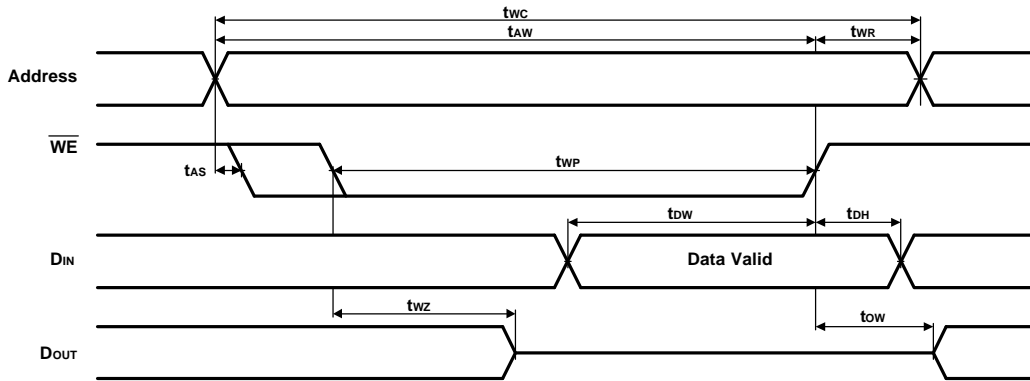 tWC
tAW
tWR
Address
WE
tAS
tWP
tDW
tDH
DIN
Data Valid
tWZ
tOW
DOUT